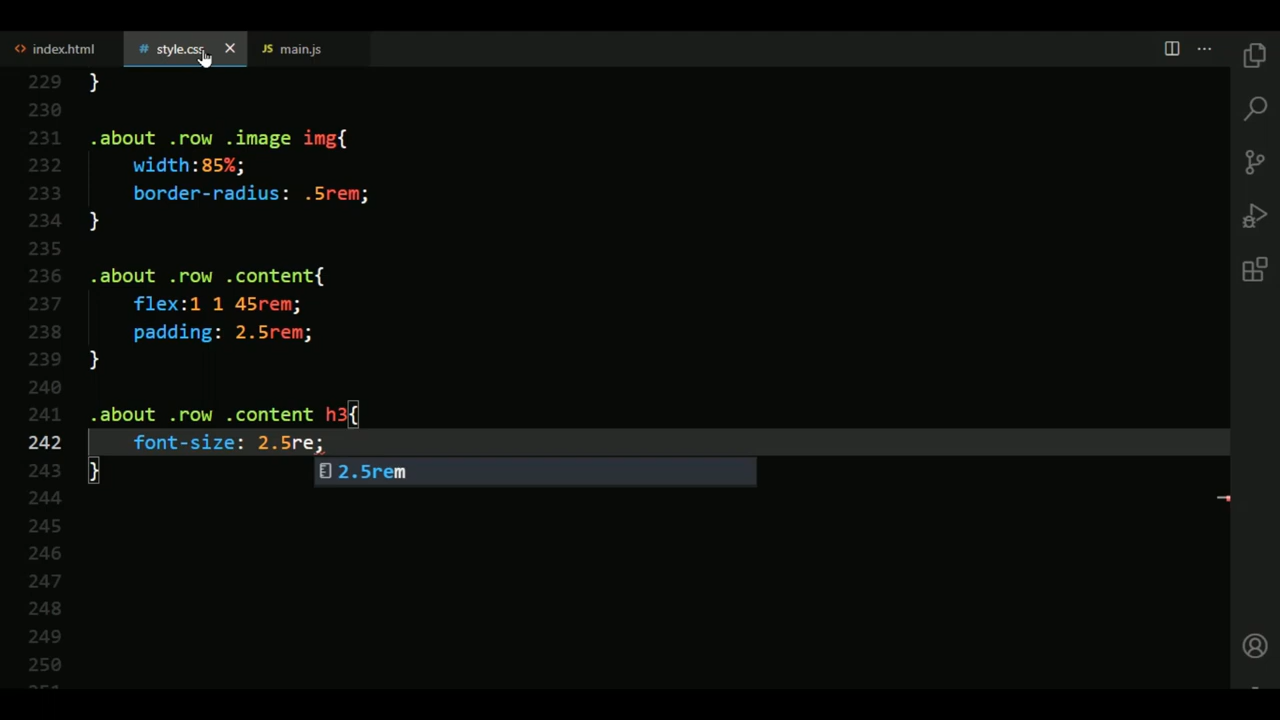 index.html style.css main.js
229 }
230
231 .about .row .image img{
232 width:85%;
233 border-radius: .5rem;
234 }
235
236 .about .row .content{
237 flex:1 1 45rem;
238 padding: 2.5rem;
239 }
240
241 .about .row .content h3{
242 font-size: 2.5re;
243 } 2.5rem
244
245
246
247
248
249
250